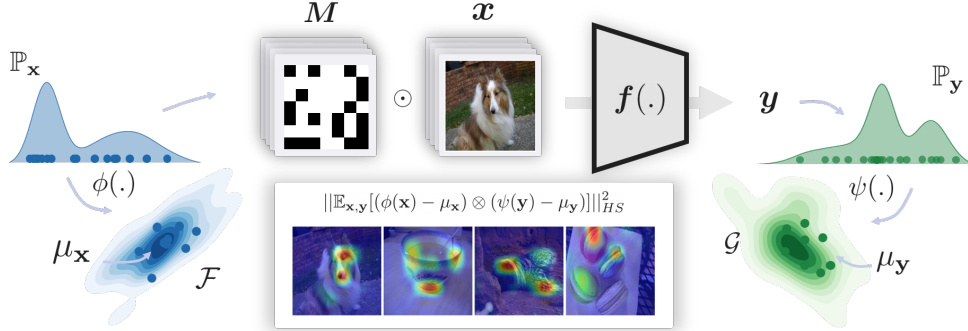 M x
ℙ_x
⊙ f(.) y ℙ_y
ϕ(.) ψ(.)
||𝔼_{x,y}[(ϕ(x) − μ_x) ⊗ (ψ(y) − μ_y)]||²_{HS}
μ_x ℱ 𝒢 μ_y